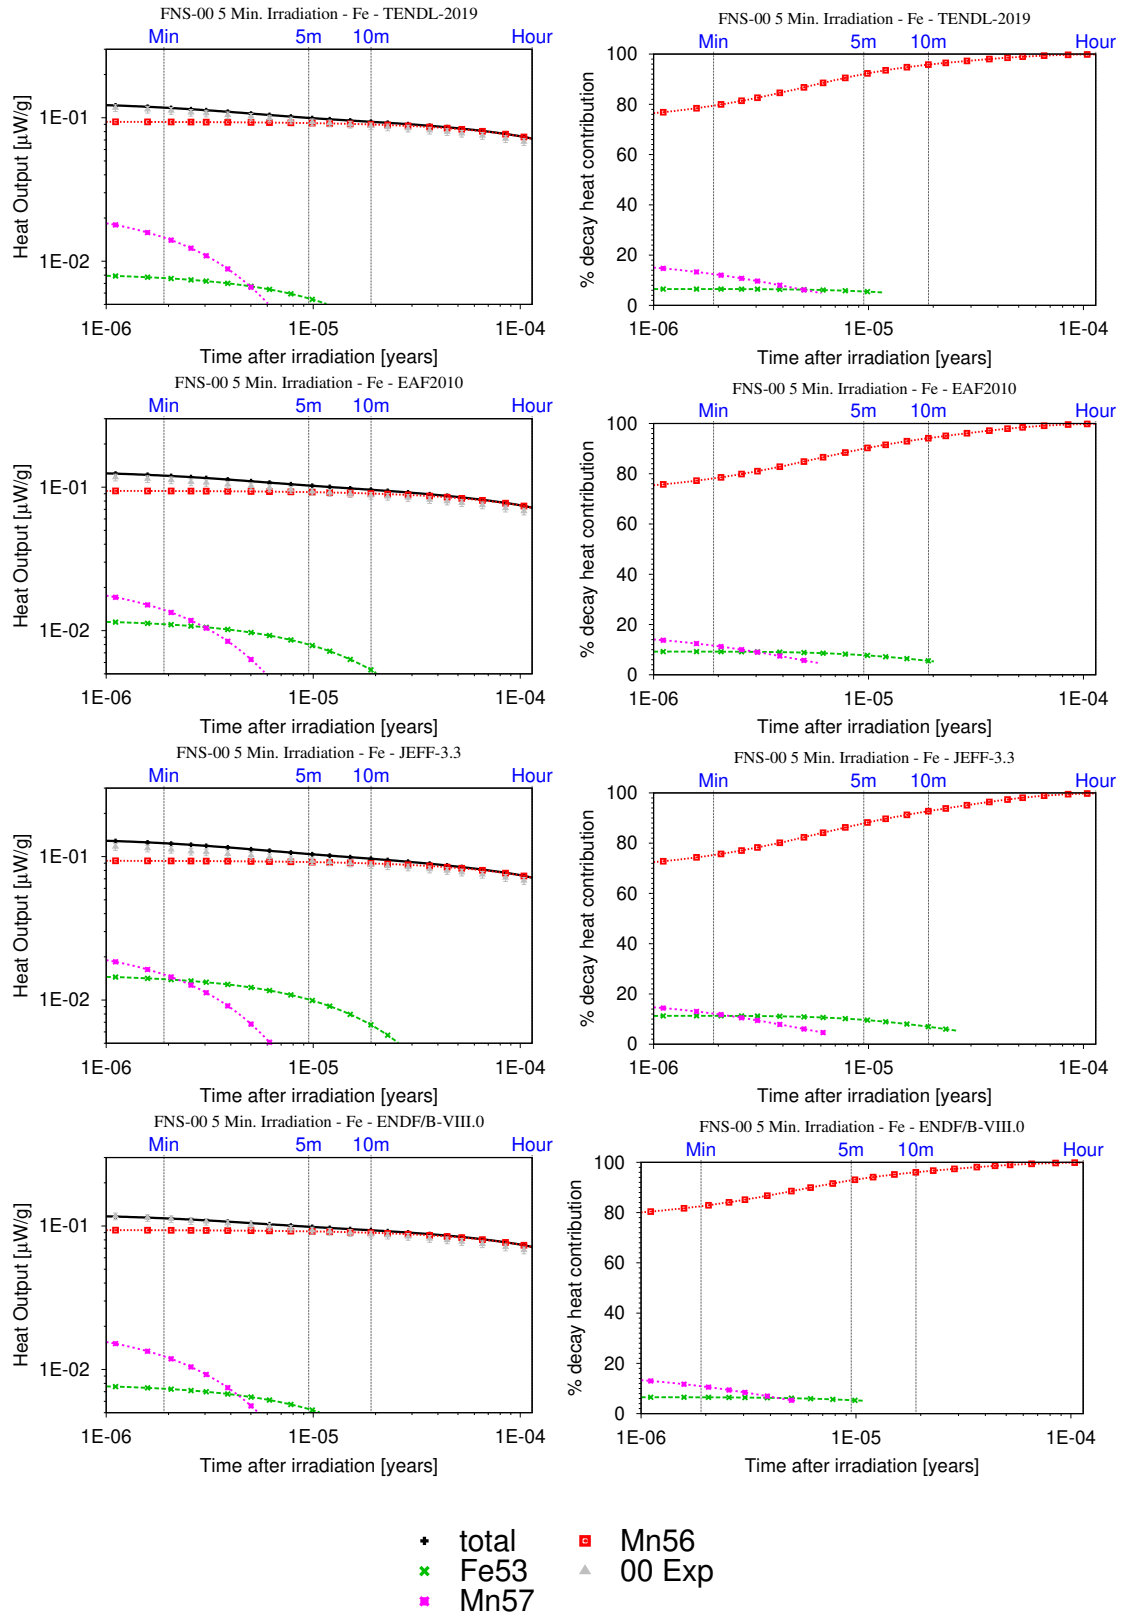 FNS-00 5 Min. Irradiation - Fe - TENDL-2019
Min 5m 10m Hour
Heat Output [µW/g]
1E-01
1E-02
1E-06 1E-05 1E-04
Time after irradiation [years]
FNS-00 5 Min. Irradiation - Fe - TENDL-2019
Min 5m 10m Hour
% decay heat contribution
100
80
60
40
20
0
1E-06 1E-05 1E-04
Time after irradiation [years]
FNS-00 5 Min. Irradiation - Fe - EAF2010
Min 5m 10m Hour
Heat Output [µW/g]
1E-01
1E-02
1E-06 1E-05 1E-04
Time after irradiation [years]
FNS-00 5 Min. Irradiation - Fe - EAF2010
Min 5m 10m Hour
% decay heat contribution
100
80
60
40
20
0
1E-06 1E-05 1E-04
Time after irradiation [years]
FNS-00 5 Min. Irradiation - Fe - JEFF-3.3
Min 5m 10m Hour
Heat Output [µW/g]
1E-01
1E-02
1E-06 1E-05 1E-04
Time after irradiation [years]
FNS-00 5 Min. Irradiation - Fe - JEFF-3.3
Min 5m 10m Hour
% decay heat contribution
100
80
60
40
20
0
1E-06 1E-05 1E-04
Time after irradiation [years]
FNS-00 5 Min. Irradiation - Fe - ENDF/B-VIII.0
Min 5m 10m Hour
Heat Output [µW/g]
1E-01
1E-02
1E-06 1E-05 1E-04
Time after irradiation [years]
FNS-00 5 Min. Irradiation - Fe - ENDF/B-VIII.0
Min 5m 10m Hour
% decay heat contribution
100
80
60
40
20
0
1E-06 1E-05 1E-04
Time after irradiation [years]
total
Fe53
Mn57
Mn56
00 Exp